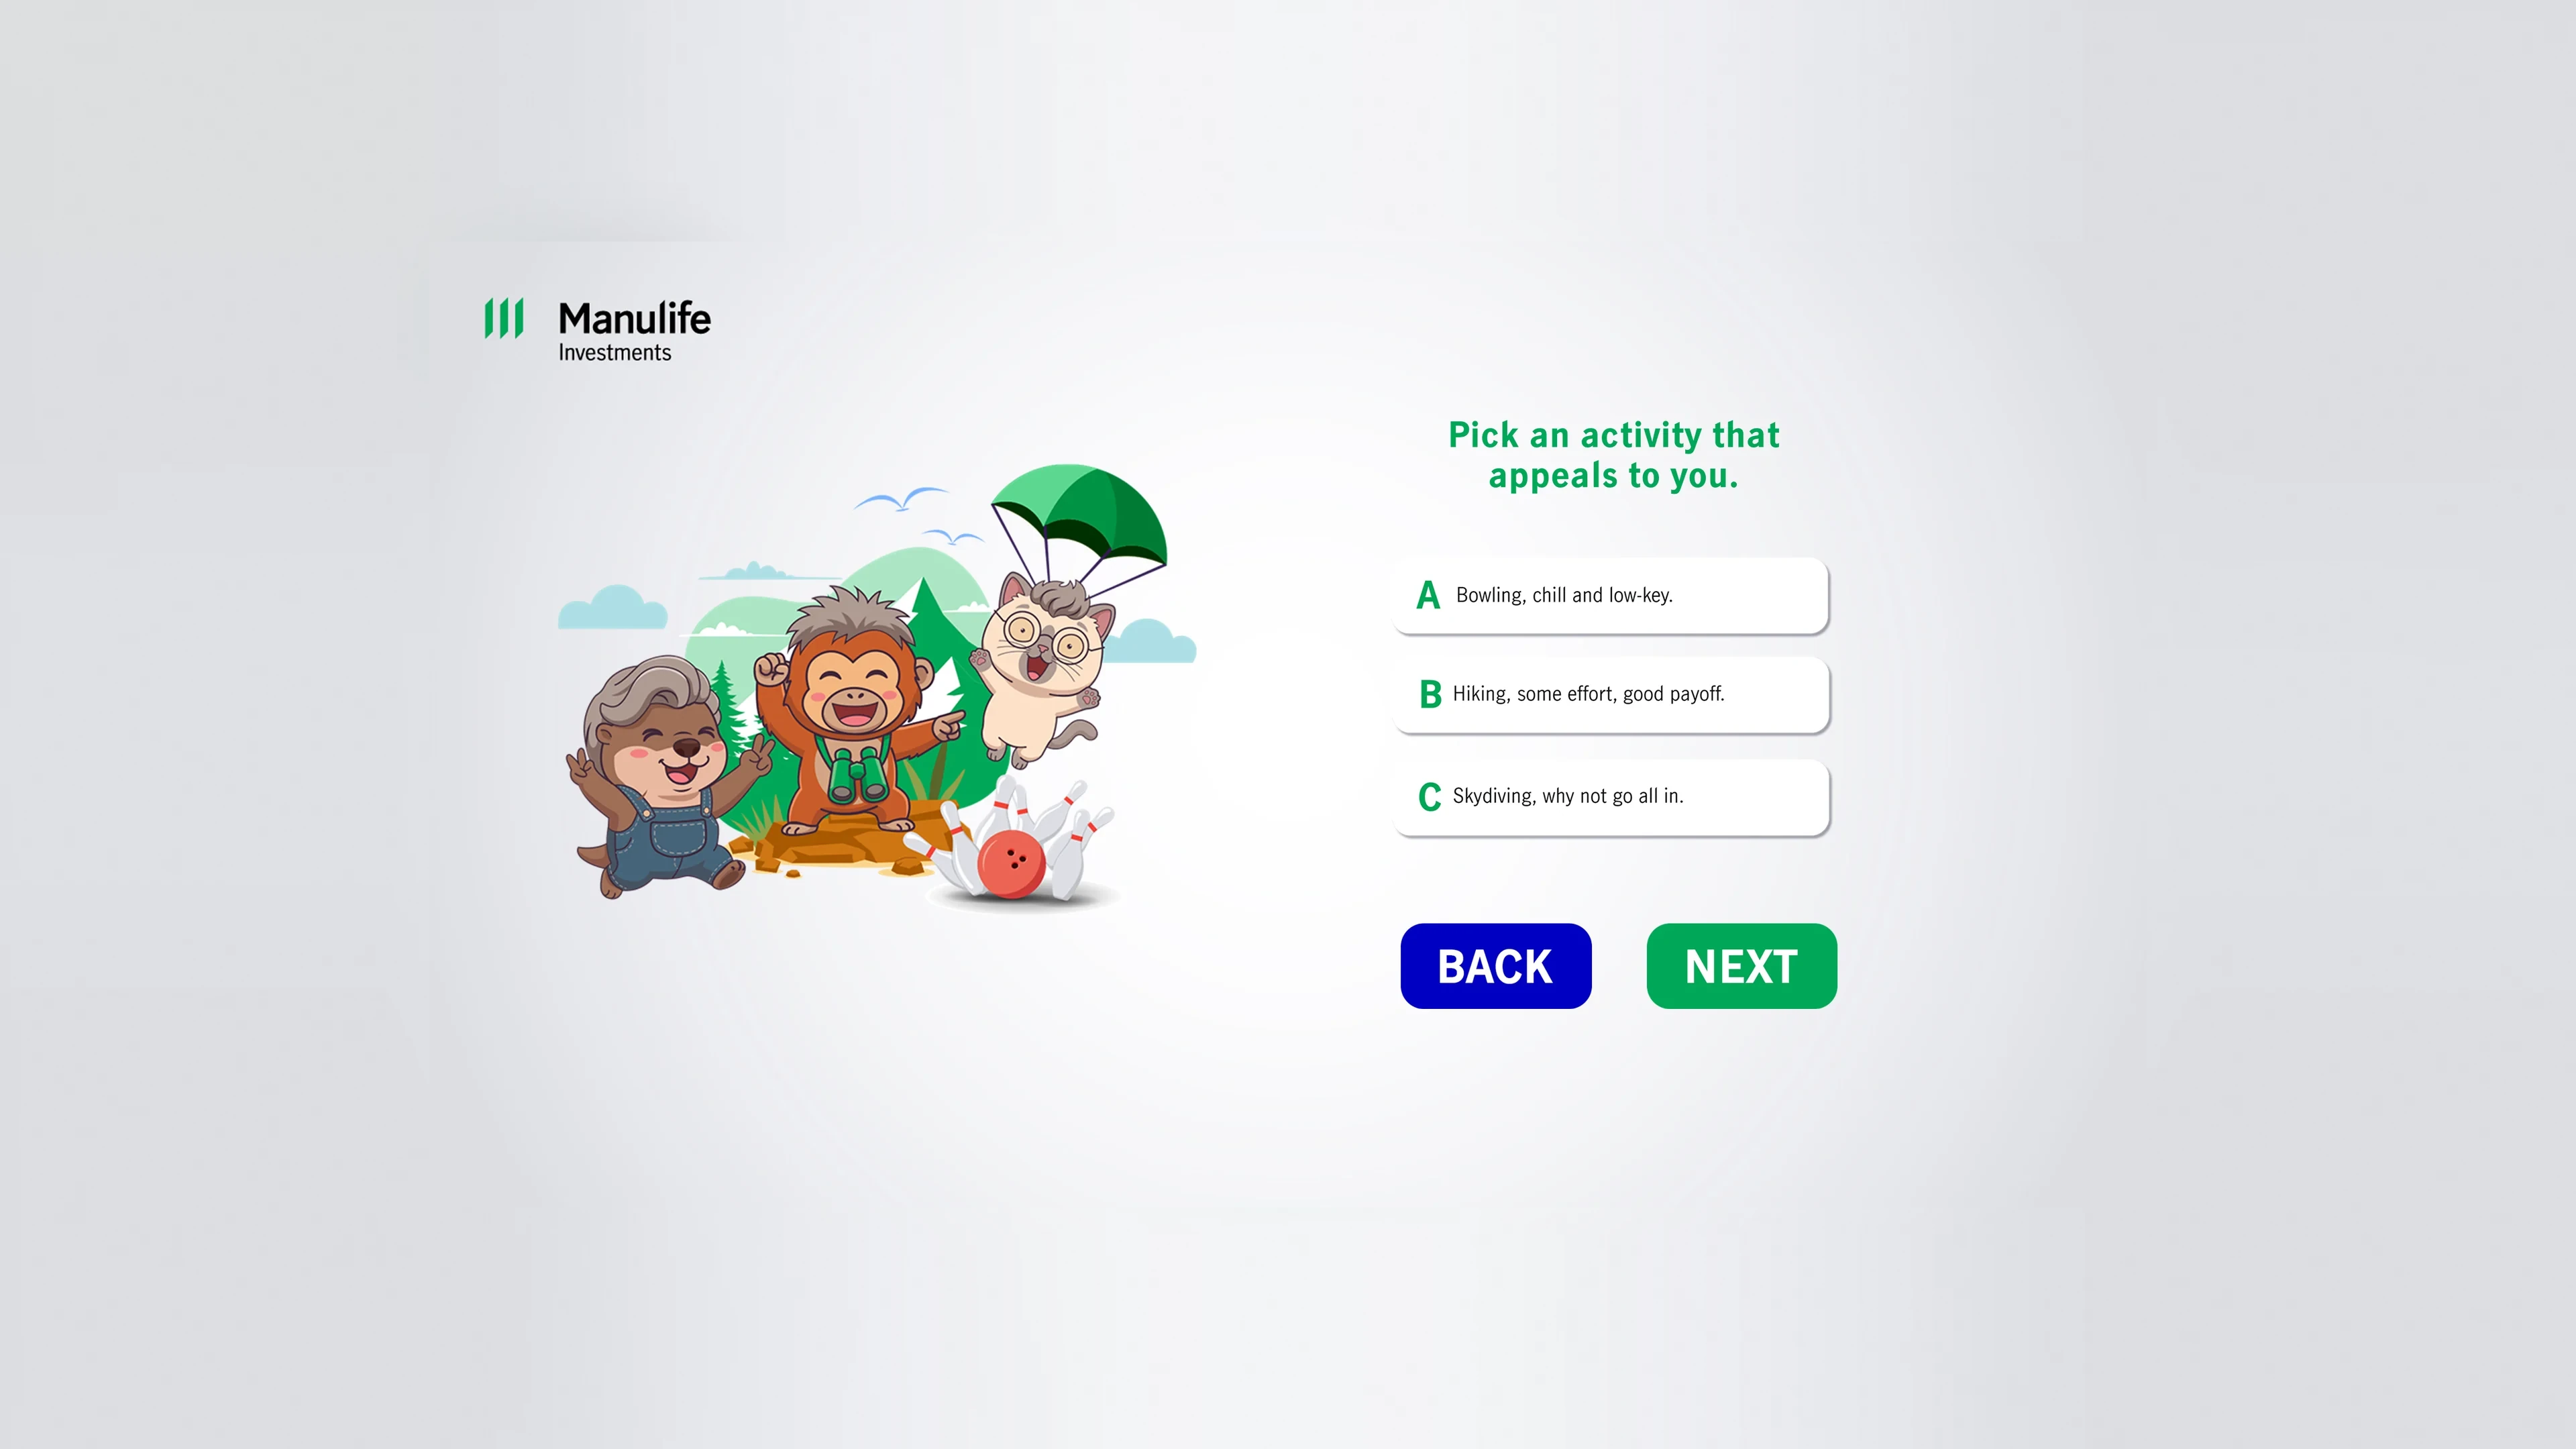 Manulife
Investments
Pick an activity that
appeals to you.
A Bowling, chill and low-key.
B Hiking, some effort, good payoff.
C Skydiving, why not go all in.
BACK NEXT